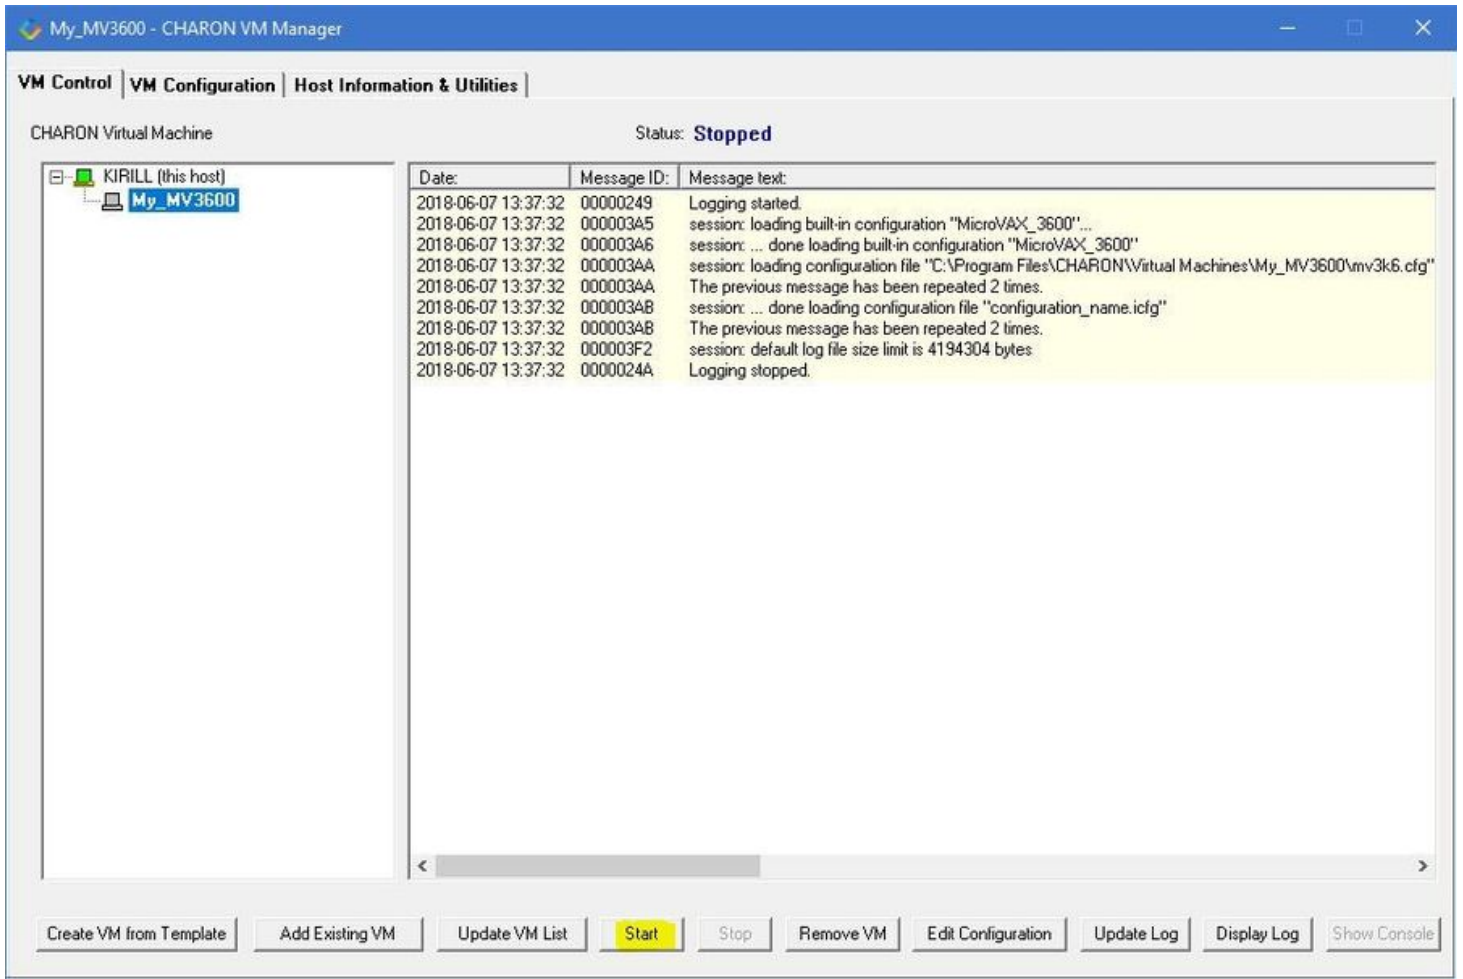 My_MV3600 - CHARON VM Manager
VM Control VM Configuration Host Information & Utilities
CHARON Virtual Machine Status: Stopped
KIRILL (this host)
My_MV3600
Date: Message ID: Message text:
2018-06-07 13:37:32 00000249 Logging started.
2018-06-07 13:37:32 000003A5 session: loading built-in configuration "MicroVAX_3600"...
2018-06-07 13:37:32 000003A6 session: ... done loading built-in configuration "MicroVAX_3600"
2018-06-07 13:37:32 000003AA session: loading configuration file "C:\Program Files\CHARON\Virtual Machines\My_MV3600\mv3k6.cfg"
2018-06-07 13:37:32 000003AA The previous message has been repeated 2 times.
2018-06-07 13:37:32 000003AB session: ... done loading configuration file "configuration_name.icfg"
2018-06-07 13:37:32 000003AB The previous message has been repeated 2 times.
2018-06-07 13:37:32 000003F2 session: default log file size limit is 4194304 bytes
2018-06-07 13:37:32 0000024A Logging stopped.
Create VM from Template Add Existing VM Update VM List Start Stop Remove VM Edit Configuration Update Log Display Log Show Console